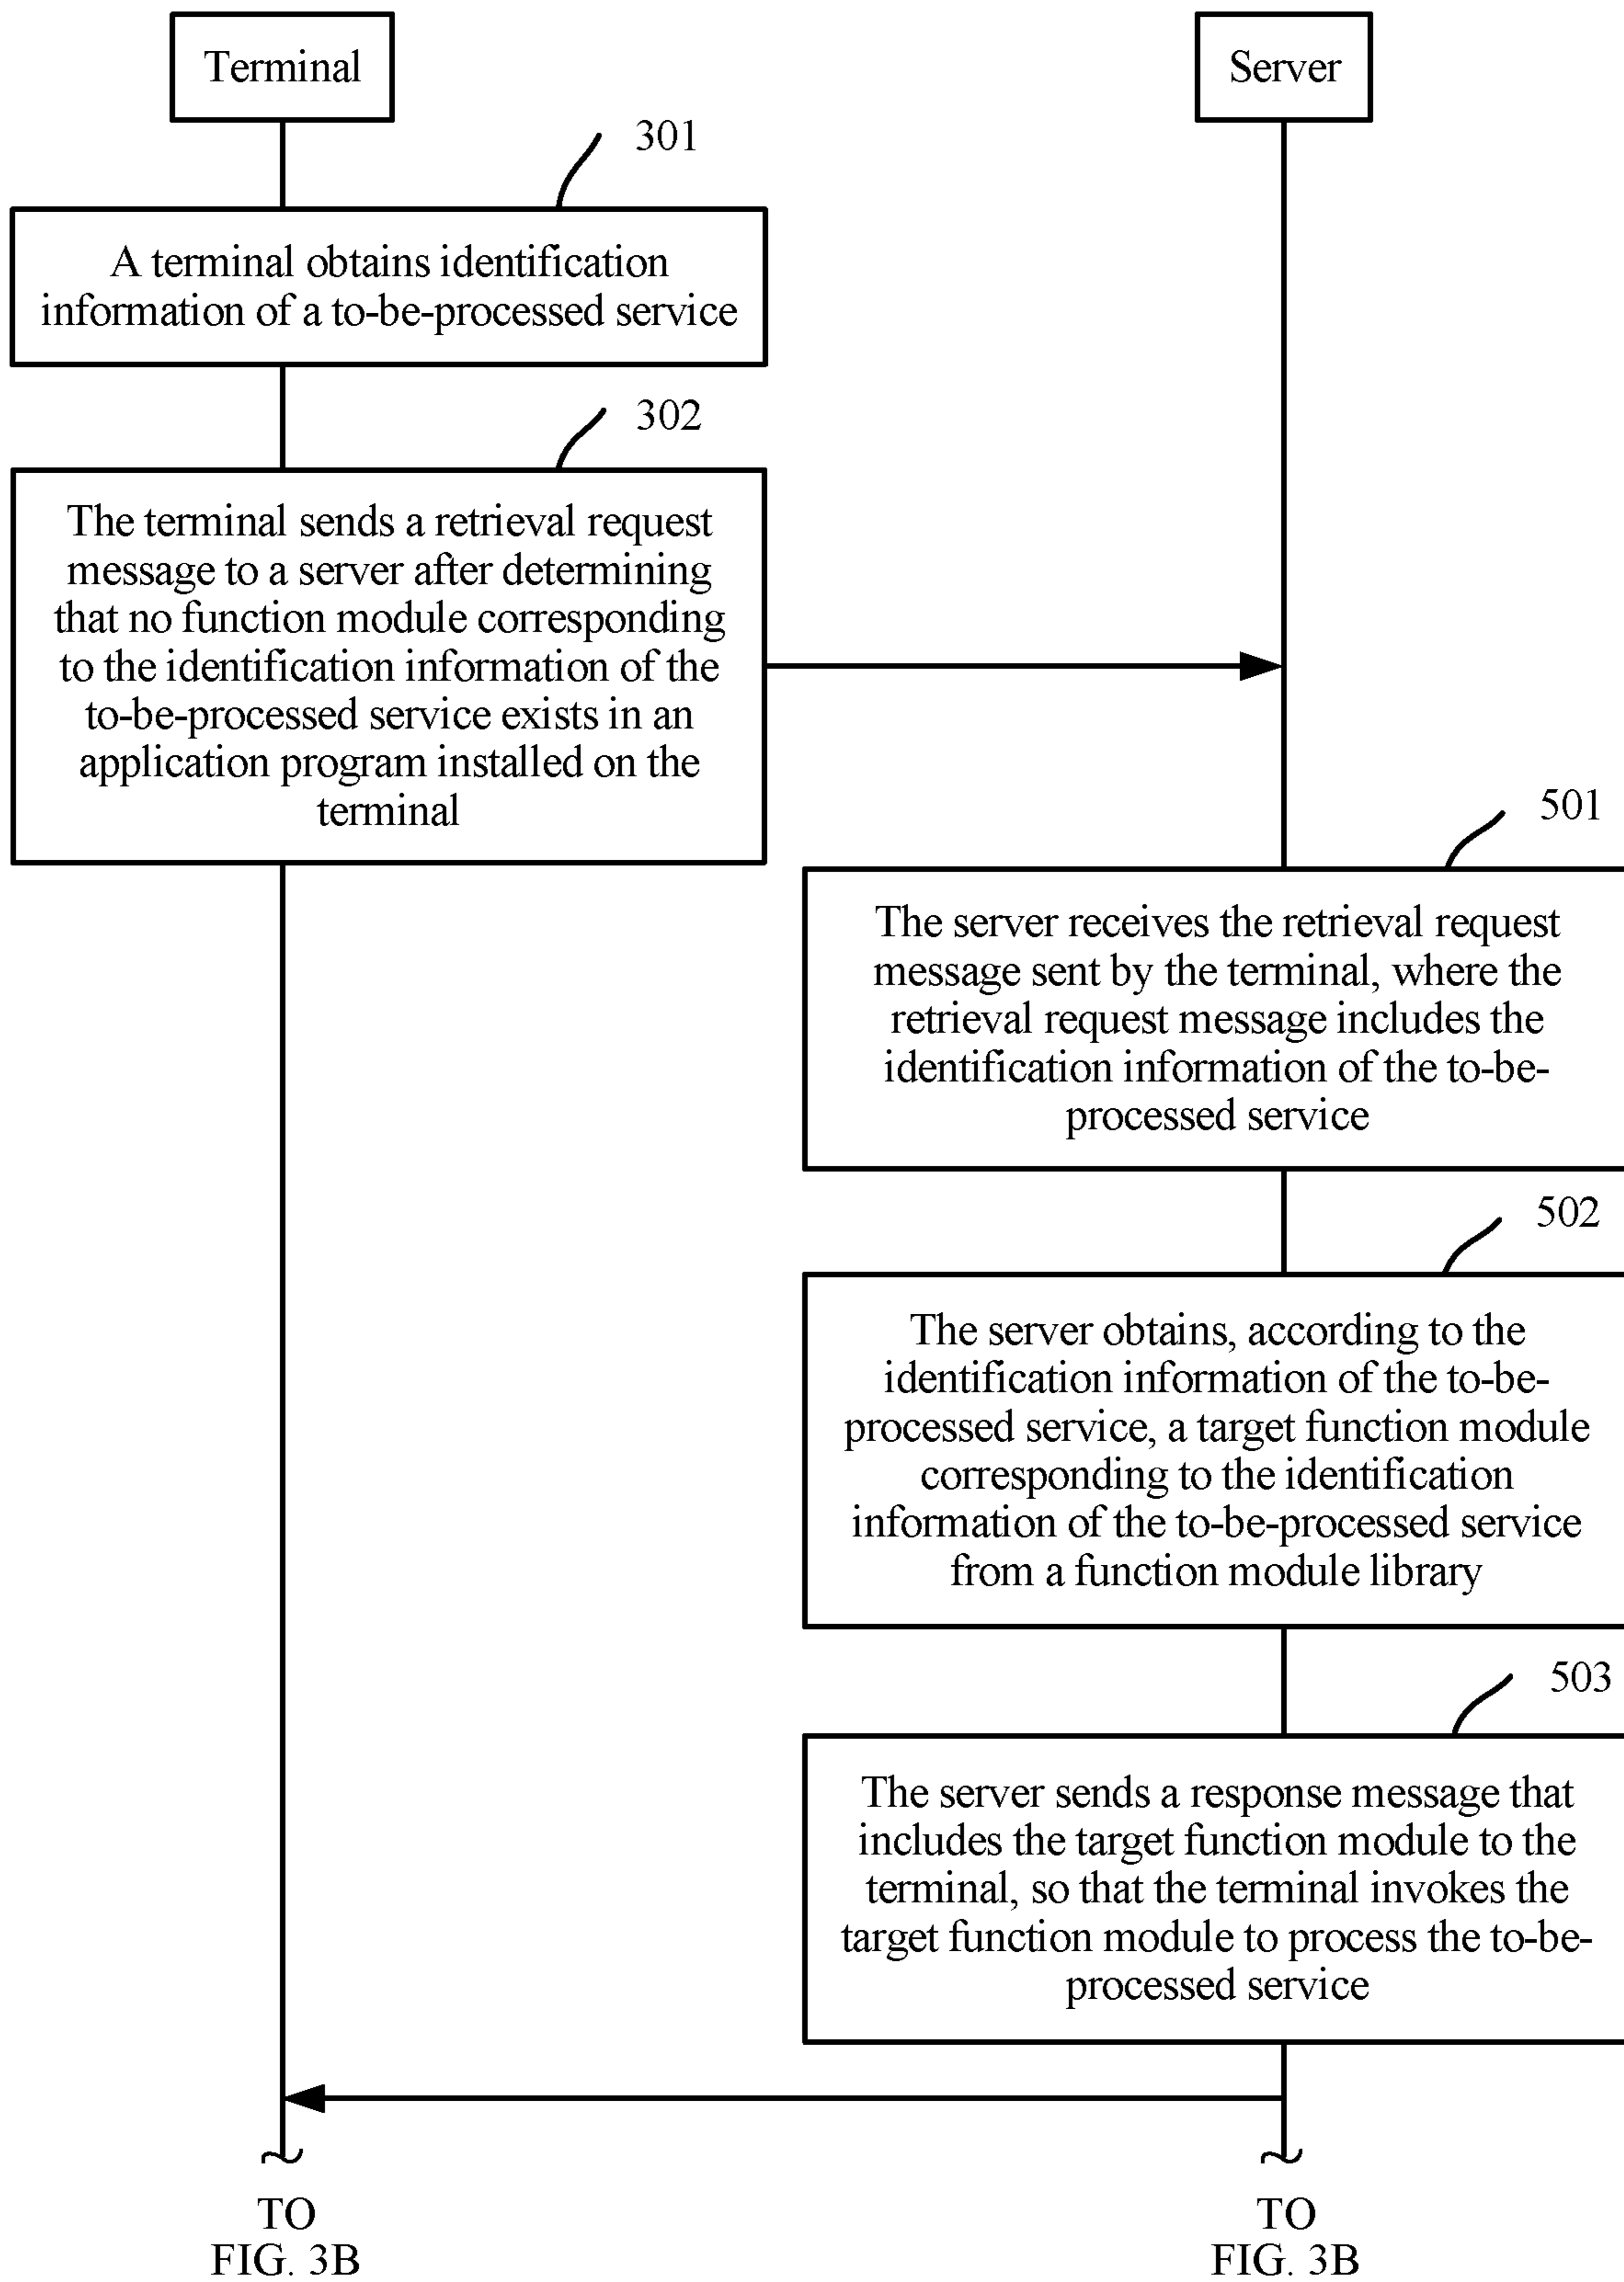 Terminal
Server
301
A terminal obtains identification
information of a to-be-processed service
302
The terminal sends a retrieval request
message to a server after determining
that no function module corresponding
to the identification information of the
to-be-processed service exists in an
application program installed on the
terminal
501
The server receives the retrieval request
message sent by the terminal, where the
retrieval request message includes the
identification information of the to-be-
processed service
502
The server obtains, according to the
identification information of the to-be-
processed service, a target function module
corresponding to the identification
information of the to-be-processed service
from a function module library
503
The server sends a response message that
includes the target function module to the
terminal, so that the terminal invokes the
target function module to process the to-be-
processed service
TO
FIG. 3B
TO
FIG. 3B